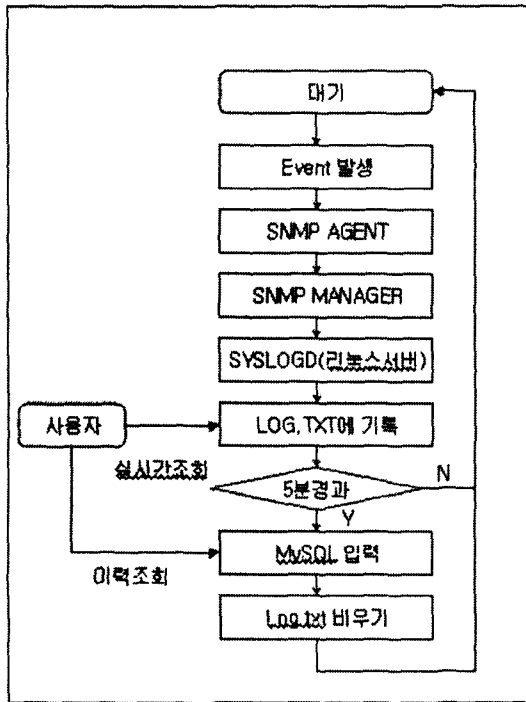 대기
Event 발생
SNMP AGENT
SNMP MANAGER
SYSLOGD(리눅스서버)
사용자
LOG.TXT에 기록
실시간조회
5분경과
N
Y
MySQL 입력
이력조회
Log.txt 비우기